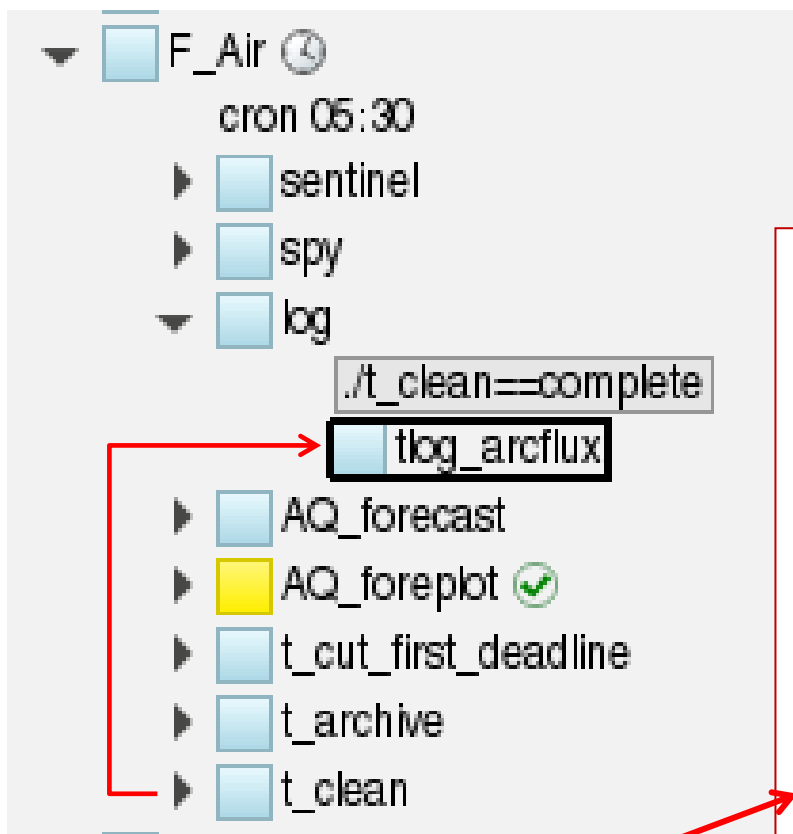 F_Air
cron 05:30
sentinel
spy
log
./t_clean==complete
tlog_arcflux
AQ_forecast
AQ_foreplot
t_cut_first_deadline
t_archive
t_clean